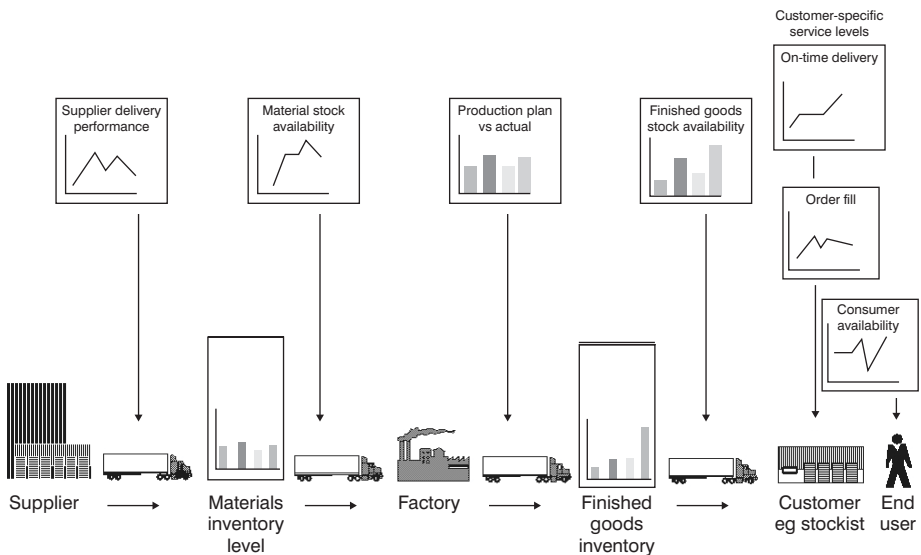 Customer-specific
service levels
On-time delivery
Supplier delivery
performance
Material stock
availability
Production plan
vs actual
Finished goods
stock availability
Order fill
Consumer
availability
Supplier
Materials
inventory
level
Factory
Finished
goods
inventory
Customer
eg stockist
End
user